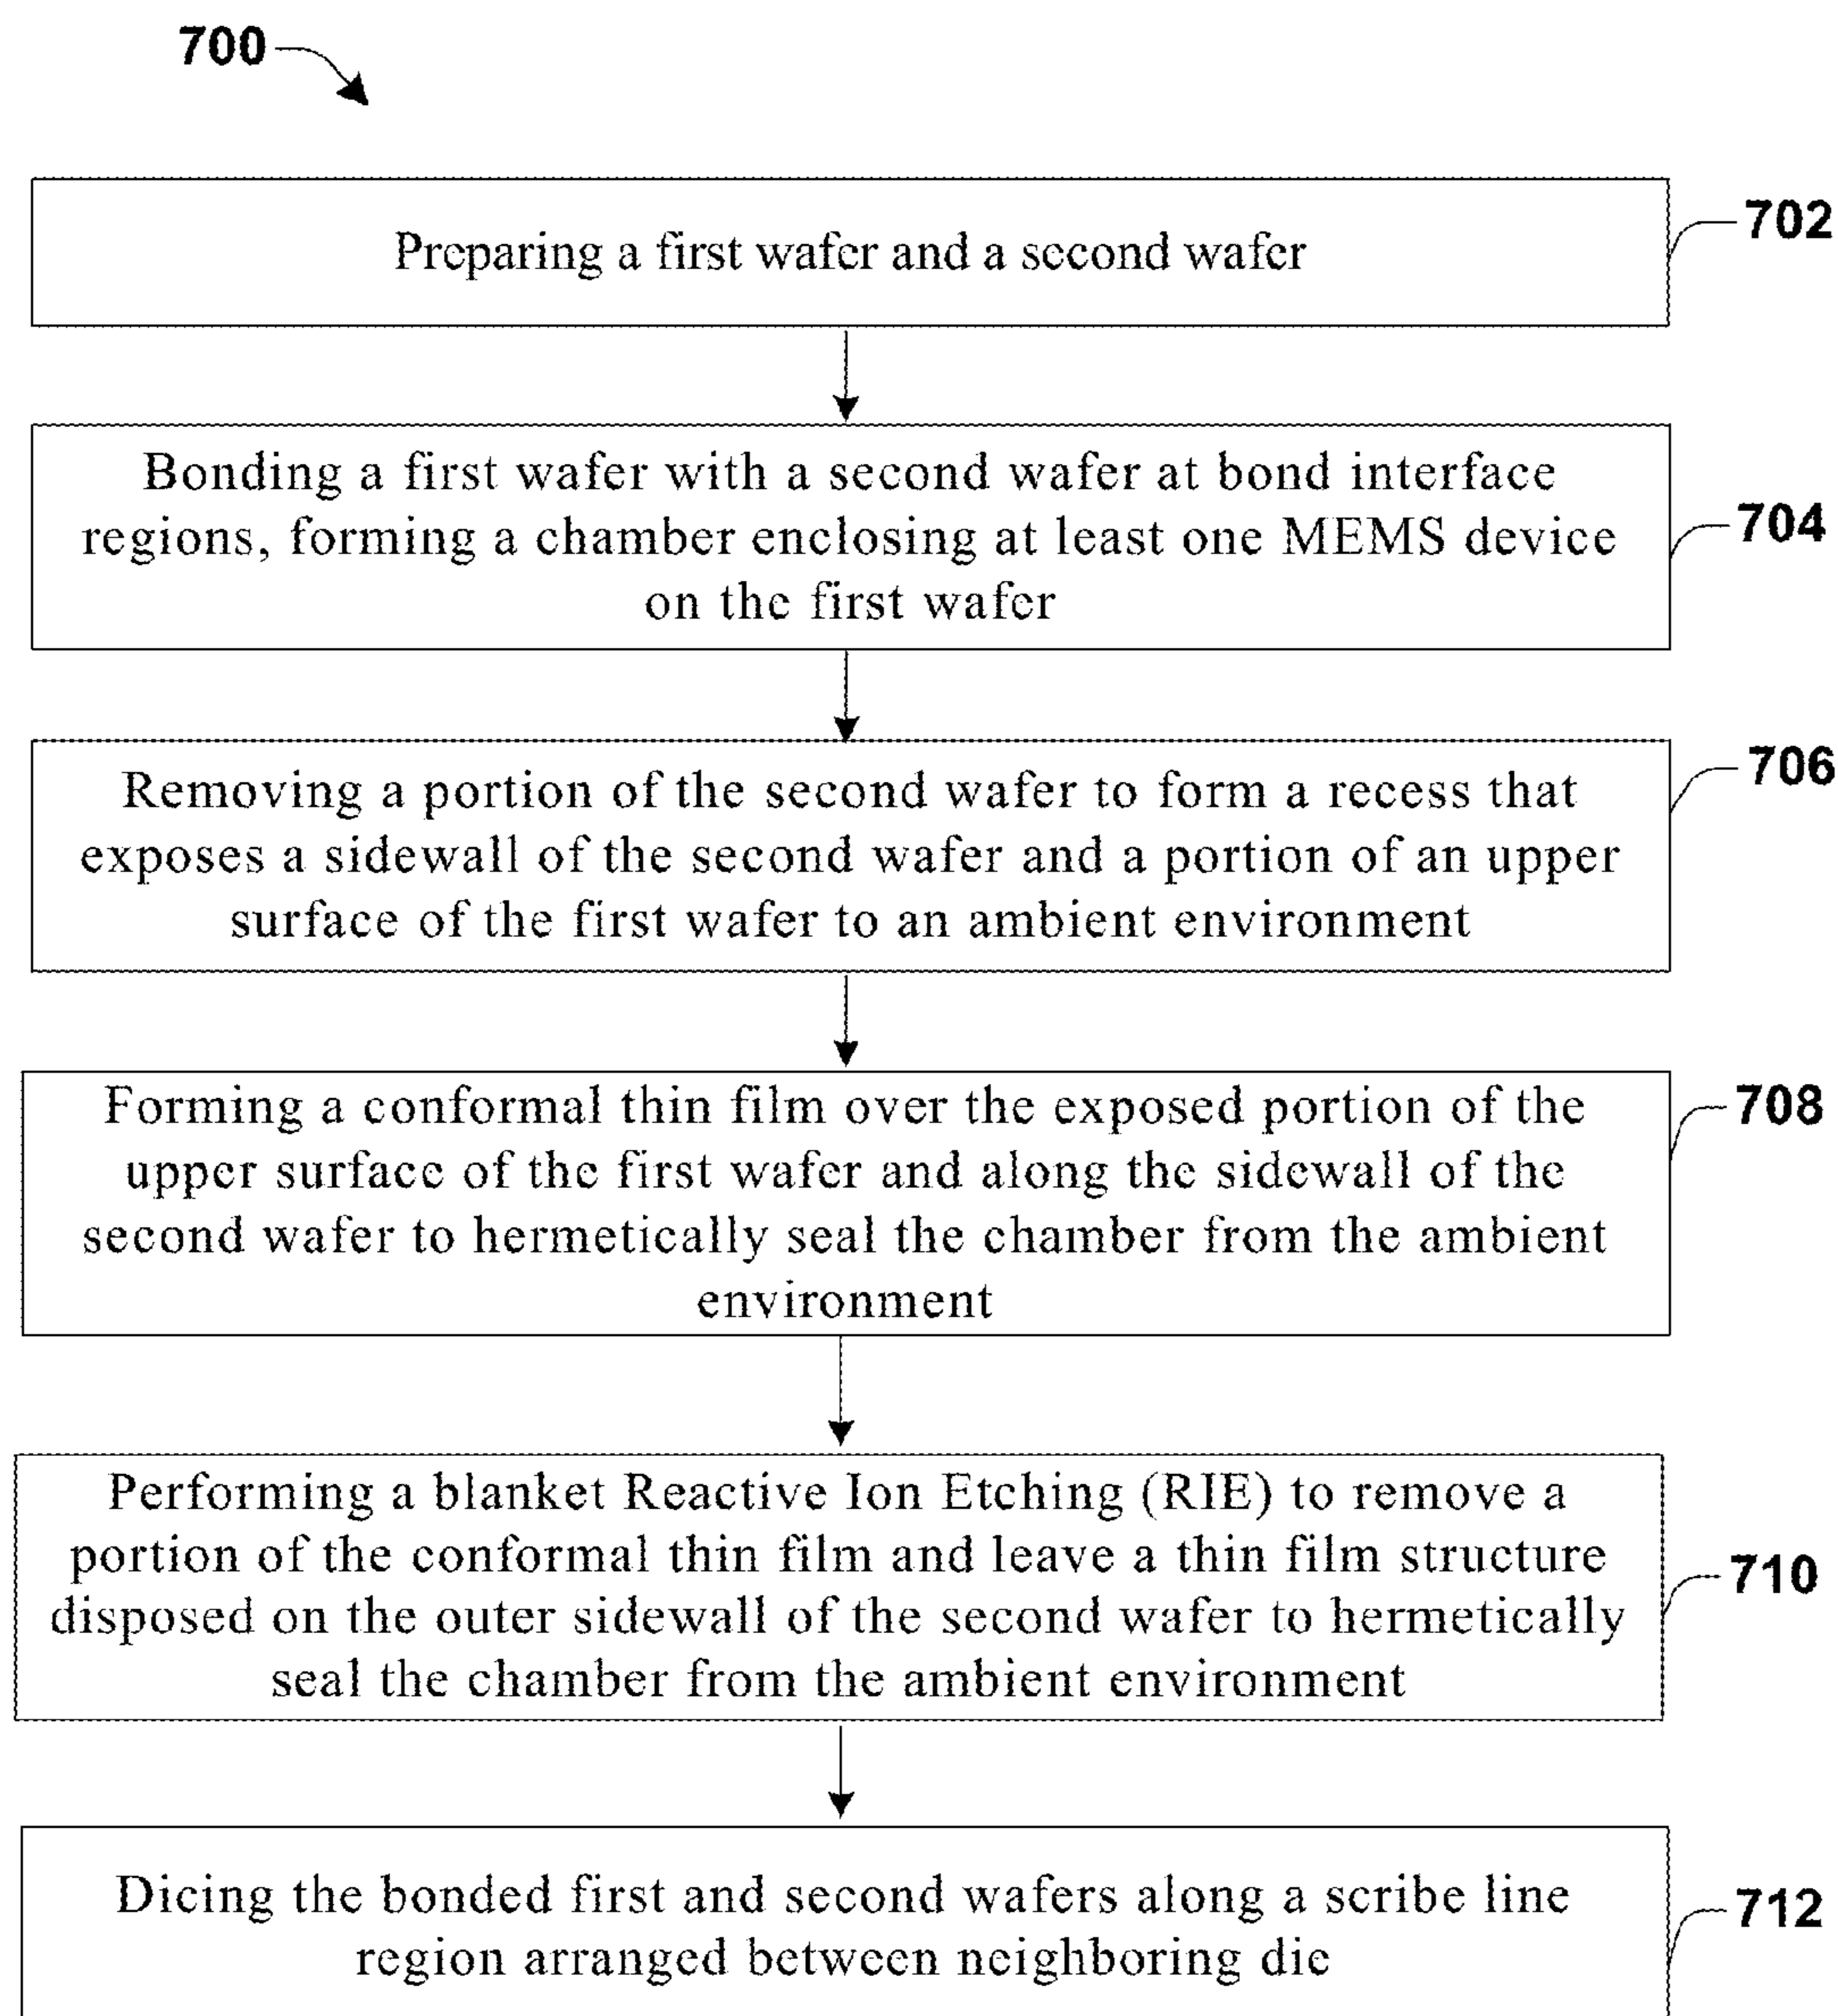 700
Preparing a first wafer and a second wafer
702
Bonding a first wafer with a second wafer at bond interface
regions, forming a chamber enclosing at least one MEMS device
on the first wafer
704
Removing a portion of the second wafer to form a recess that
exposes a sidewall of the second wafer and a portion of an upper
surface of the first wafer to an ambient environment
706
Forming a conformal thin film over the exposed portion of the
upper surface of the first wafer and along the sidewall of the
second wafer to hermetically seal the chamber from the ambient
environment
708
Performing a blanket Reactive Ion Etching (RIE) to remove a
portion of the conformal thin film and leave a thin film structure
disposed on the outer sidewall of the second wafer to hermetically
seal the chamber from the ambient environment
710
Dicing the bonded first and second wafers along a scribe line
region arranged between neighboring die
712